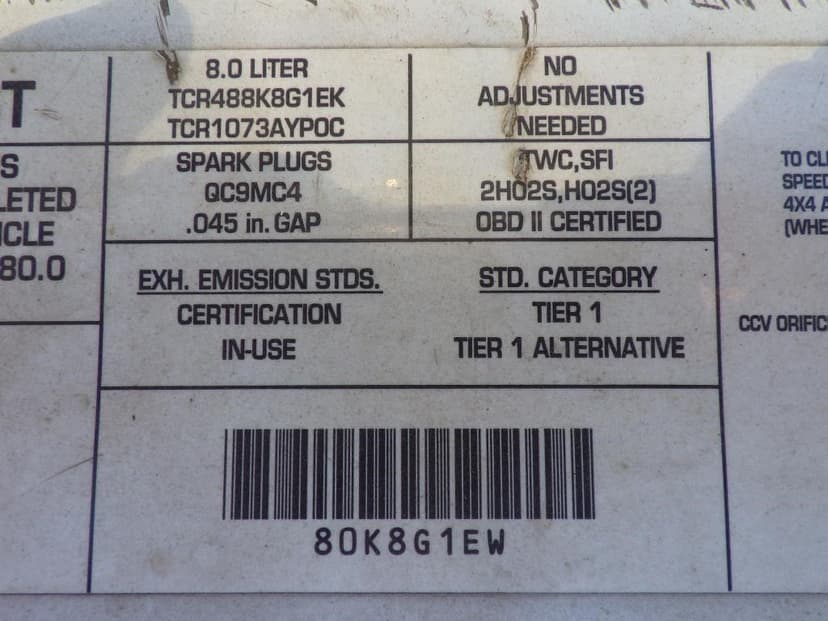 T
S
LETED
ICLE
80.0
8.0 LITER
TCR488K8G1EK
TCR1073AYPOC
NO
ADJUSTMENTS
NEEDED
SPARK PLUGS
QC9MC4
.045 in. GAP
TWC,SFI
2HO2S,HO2S(2)
OBD II CERTIFIED
EXH. EMISSION STDS.
CERTIFICATION
IN-USE
STD. CATEGORY
TIER 1
TIER 1 ALTERNATIVE
80K8G1EW
TO CL
SPEED
4X4 A
(WHE
CCV ORIFIC